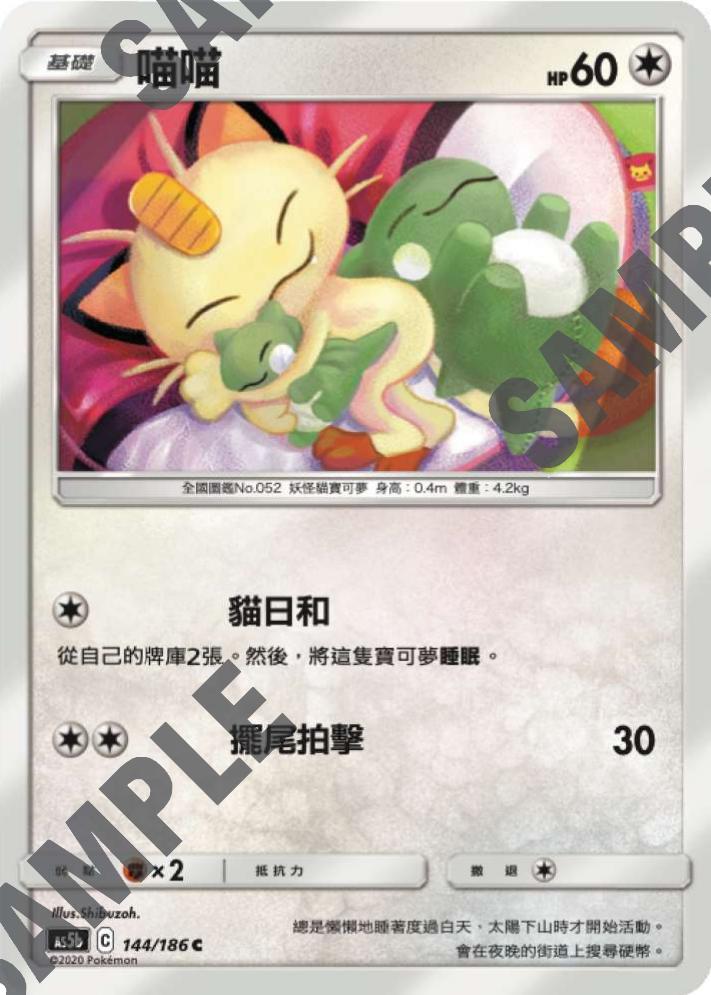 基礎 喵喵 HP60
SAMPLE
全國圖鑑No.052 妖怪貓寶可夢 身高：0.4m 體重：4.2kg
SAMPLE
貓日和
從自己的牌庫2張。然後，將這隻寶可夢睡眠。
擺尾拍擊 30
SAMPLE
弱點 ×2 抵抗力 撤退
Illus.Shibuzoh.
AS5b C 144/186 C
©2020 Pokémon
總是懶懶地睡著度過白天、太陽下山時才開始活動。
會在夜晚的街道上搜尋硬幣。